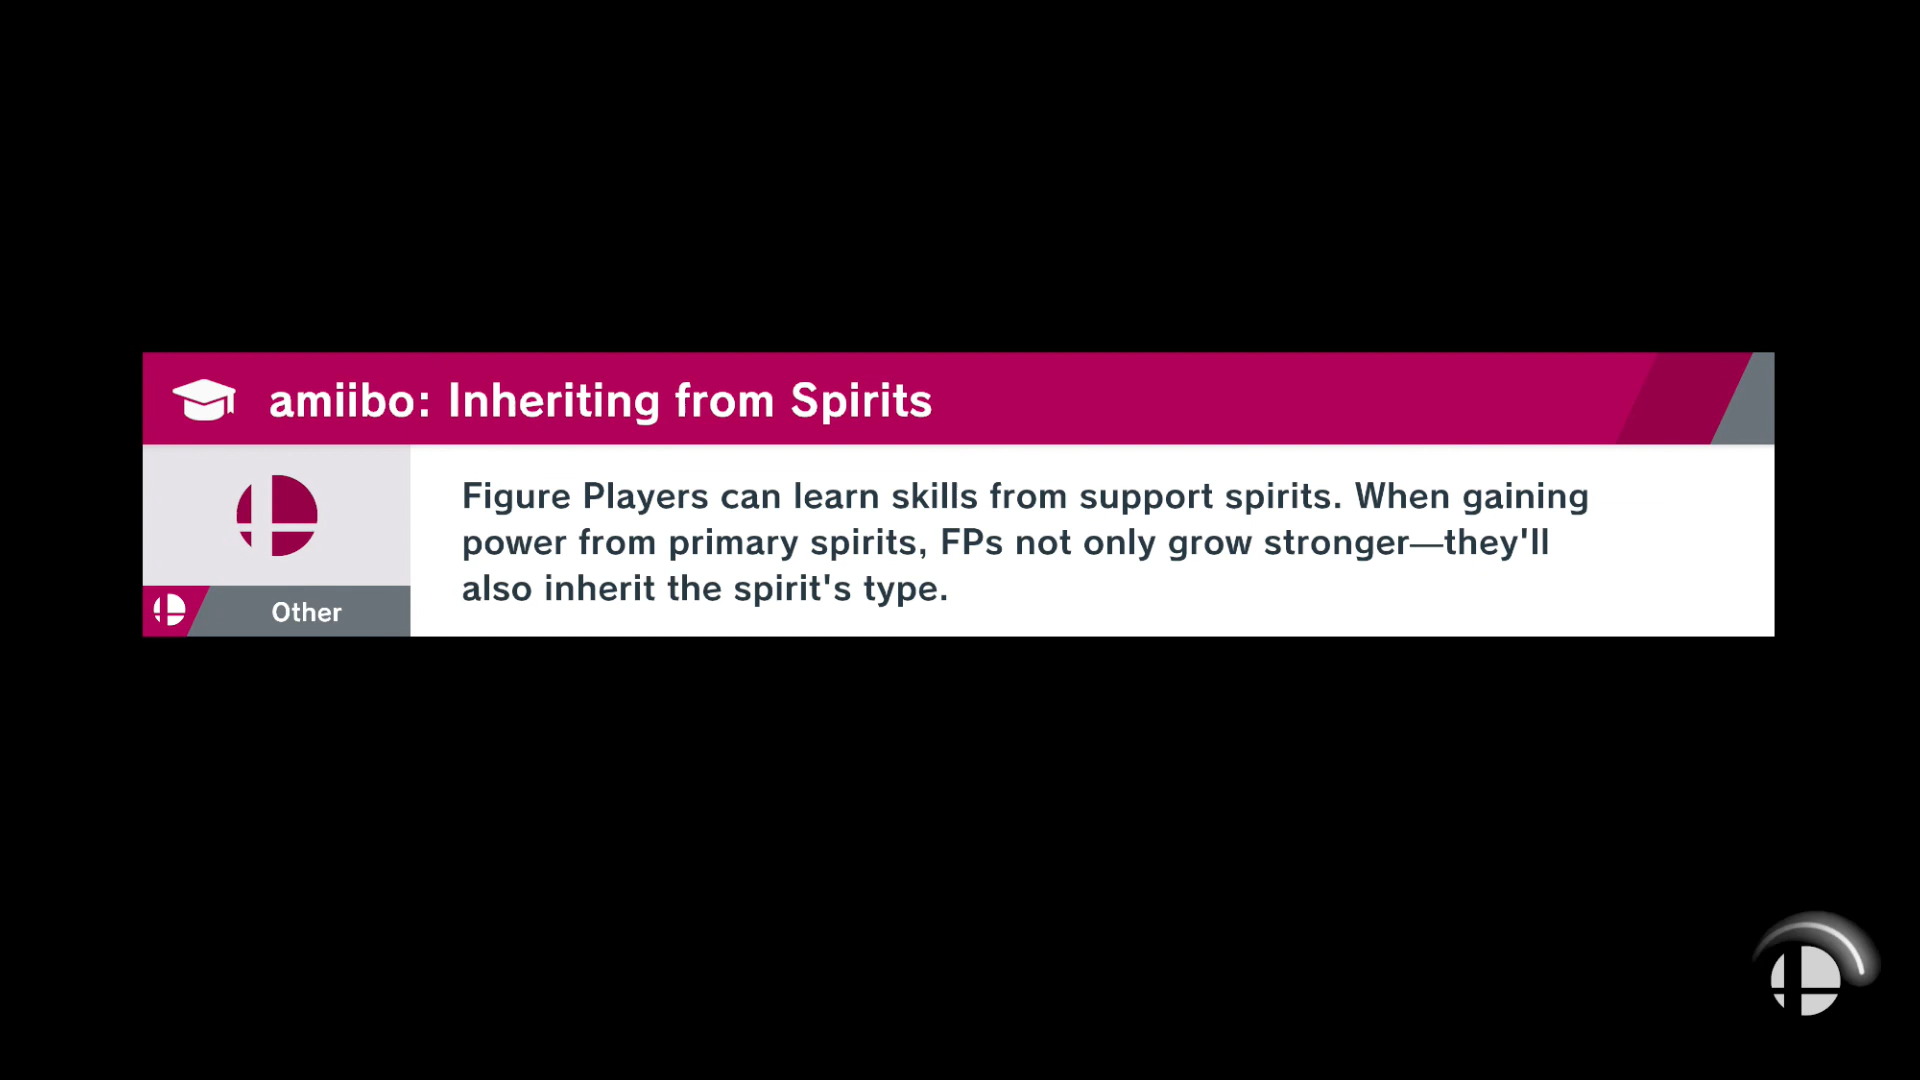 amiibo: Inheriting from Spirits
Figure Players can learn skills from support spirits. When gaining
power from primary spirits, FPs not only grow stronger—they'll
also inherit the spirit's type.
Other